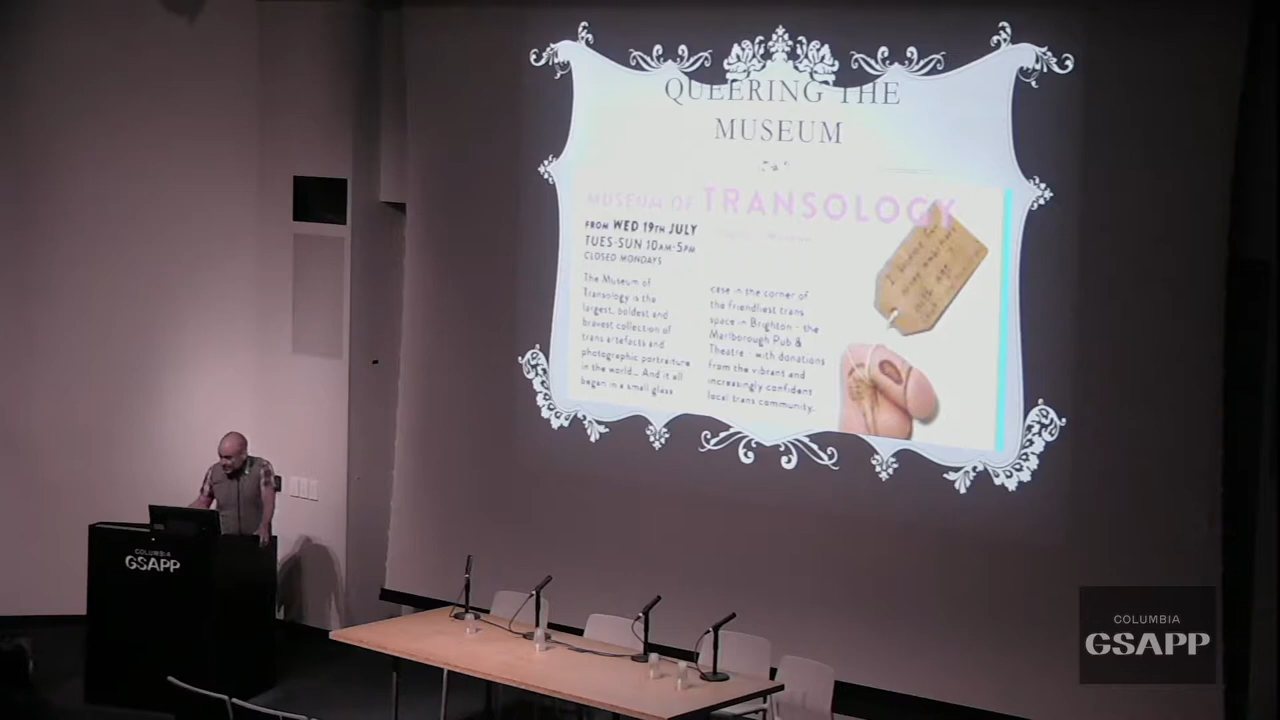 QUEERING THE
MUSEUM
MUSEUM OF TRANSOLOGY
FROM WED 19TH JULY
TUES-SUN 10AM-5PM
CLOSED MONDAYS
The Museum of
Transology is the
largest, boldest and
bravest collection of
trans artefacts and
photographic portraiture
in the world... And it all
began in a small glass
case in the corner of
the friendliest trans
space in Brighton - the
Marlborough Pub &
Theatre - with donations
from the vibrant and
increasingly confident
local trans community.
COLUMBIA
GSAPP
COLUMBIA
GSAPP